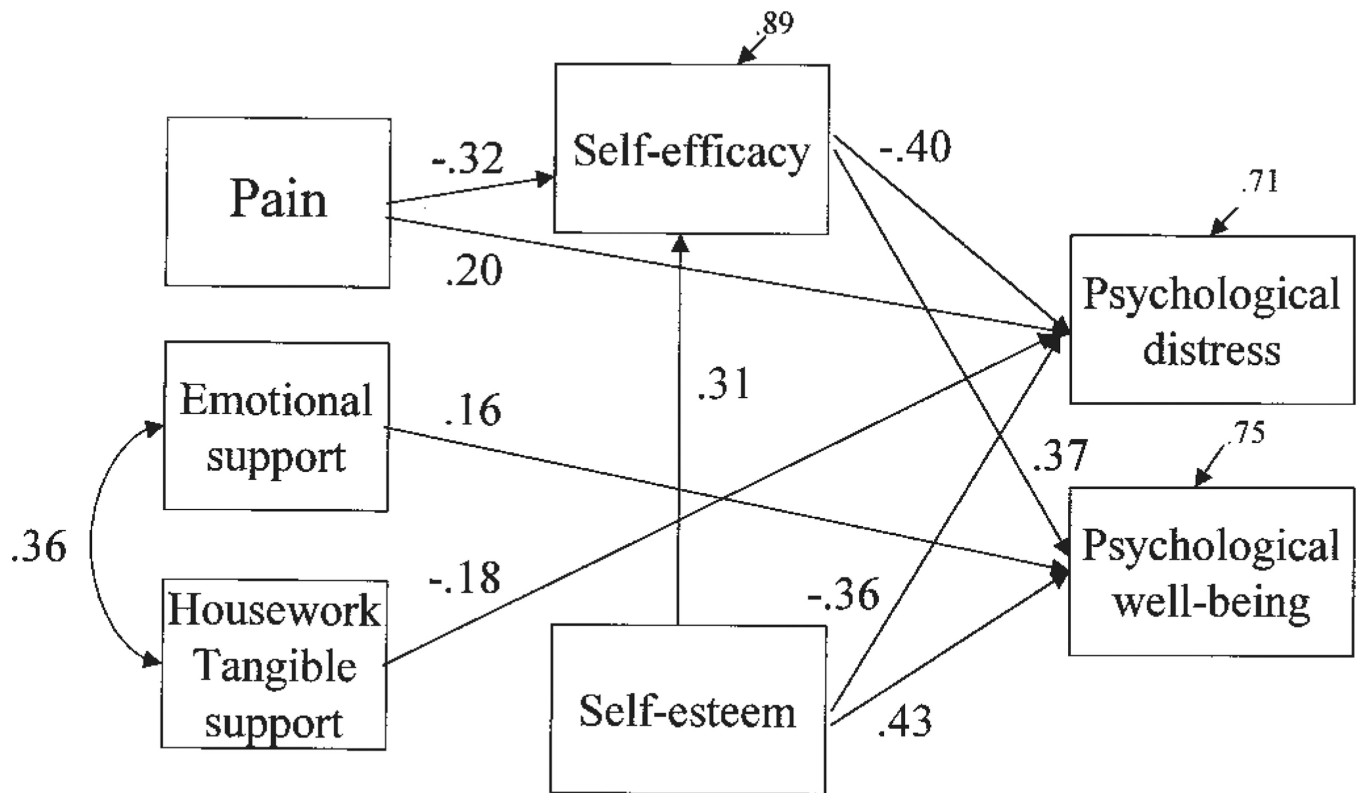 .89
Self-efficacy
Pain
-.32
-.40
.20
.71
Psychological
distress
Emotional
support
.16
.31
.37
.75
.36
Psychological
well-being
Housework
Tangible
support
-.18
-.36
Self-esteem
.43